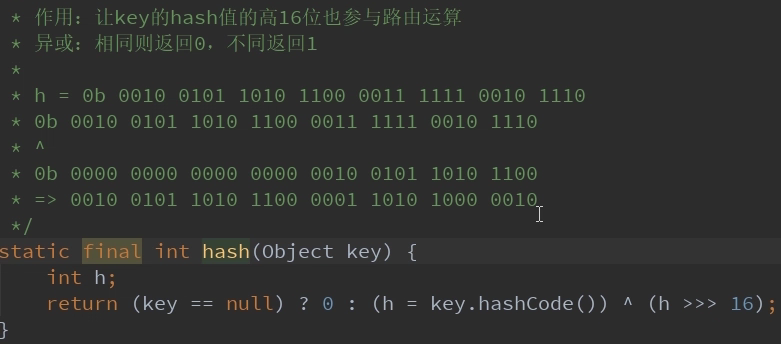 * 作用：让key的hash值的高16位也参与路由运算
* 异或：相同则返回0，不同返回1
*
* h = 0b 0010 0101 1010 1100 0011 1111 0010 1110
* 0b 0010 0101 1010 1100 0011 1111 0010 1110
* ^
* 0b 0000 0000 0000 0000 0010 0101 1010 1100
* => 0010 0101 1010 1100 0001 1010 1000 0010
*/
static final int hash(Object key) {
int h;
return (key == null) ? 0 : (h = key.hashCode()) ^ (h >>> 16);
}